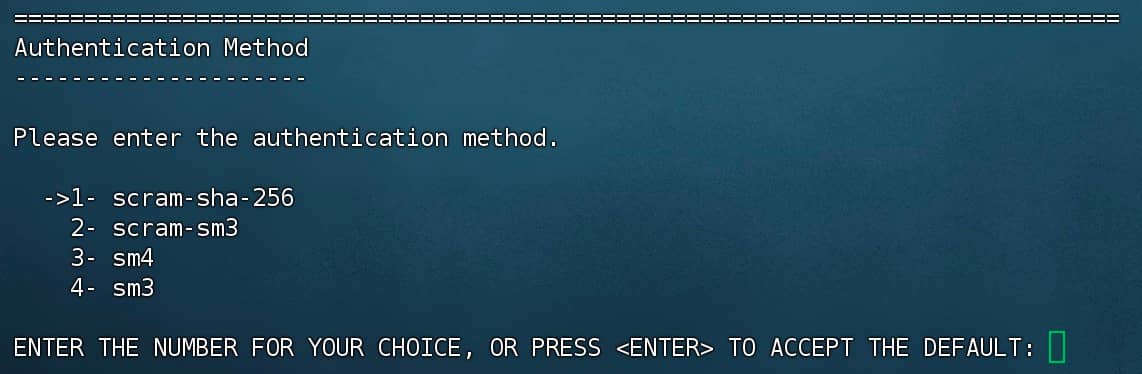 ===============================================================================
Authentication Method
---------------------
Please enter the authentication method.
->1- scram-sha-256
2- scram-sm3
3- sm4
4- sm3
ENTER THE NUMBER FOR YOUR CHOICE, OR PRESS <ENTER> TO ACCEPT THE DEFAULT: